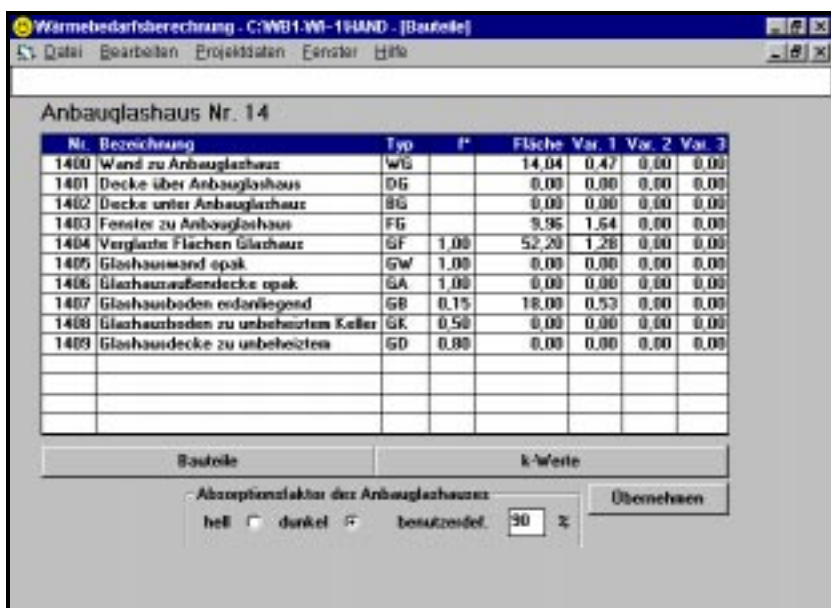 Wärmebedarfsberechnung - C:\WB1-WI~1\HAND - [Bauteile]
Datei Bearbeiten Projektdaten Fenster Hilfe
Anbauglashaus Nr. 14
Nr. Bezeichnung Typ f* Fläche Var. 1 Var. 2 Var. 3
1400 Wand zu Anbauglashaus WG 14,04 0,47 0,00 0,00
1401 Decke über Anbauglashaus DG 0,00 0,00 0,00 0,00
1402 Decke unter Anbauglashaus BG 0,00 0,00 0,00 0,00
1403 Fenster zu Anbauglashaus FG 9,96 1,64 0,00 0,00
1404 Verglaste Flächen Glashaus GF 1,00 52,20 1,28 0,00 0,00
1405 Glashauswand opak GW 1,00 0,00 0,00 0,00 0,00
1406 Glashausaußendecke opak GA 1,00 0,00 0,00 0,00 0,00
1407 Glashausboden erdanliegend GB 0,15 18,00 0,53 0,00 0,00
1408 Glashausboden zu unbeheiztem Keller GK 0,50 0,00 0,00 0,00 0,00
1409 Glashausdecke zu unbeheiztem GD 0,80 0,00 0,00 0,00 0,00
Bauteile k-Werte
Absorptionsfaktor des Anbauglashauses
hell dunkel benutzerdef. 90 %
Übernehmen